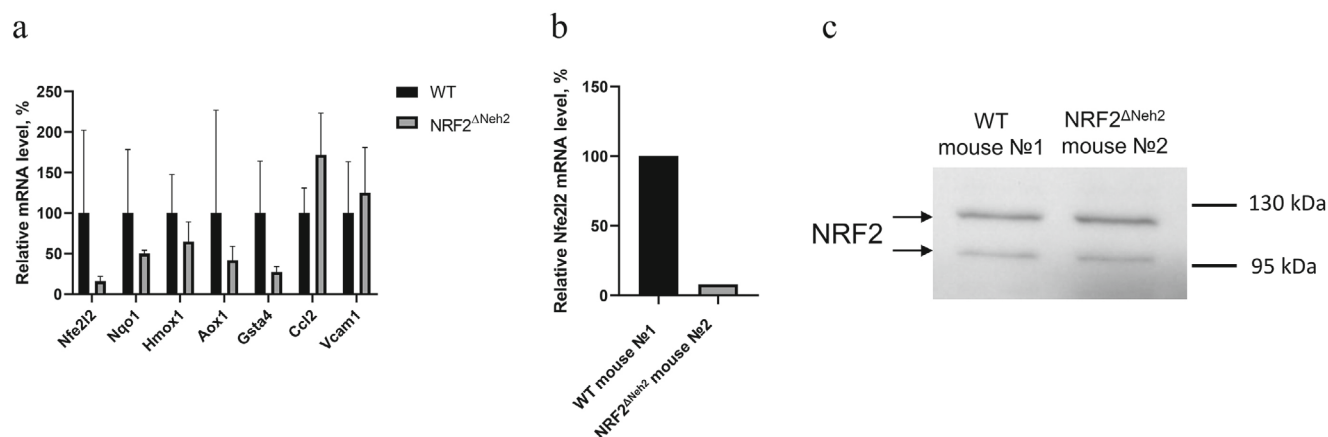 a
Relative mRNA level, %
250
200
150
100
50
0
Nfe2l2
Nqo1
Hmox1
Aox1
Gsta4
Ccl2
Vcam1
WT
NRF2ΔNeh2
b
Relative Nfe2l2 mRNA level, %
150
100
50
0
WT mouse №1
NRF2ΔNeh2 mouse №2
c
WT
mouse №1
NRF2ΔNeh2
mouse №2
NRF2
130 kDa
95 kDa